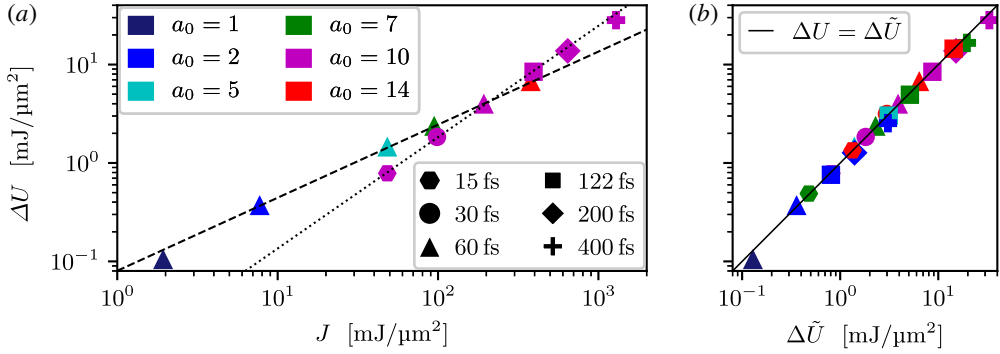 (a)
a₀ = 1
a₀ = 2
a₀ = 5
a₀ = 7
a₀ = 10
a₀ = 14
15 fs
30 fs
60 fs
122 fs
200 fs
400 fs
ΔU [mJ/µm²]
10¹
10⁰
10⁻¹
10⁰ 10¹ 10² 10³
J [mJ/µm²]
(b)
ΔU = ΔŨ
10⁻¹ 10⁰ 10¹
ΔŨ [mJ/µm²]